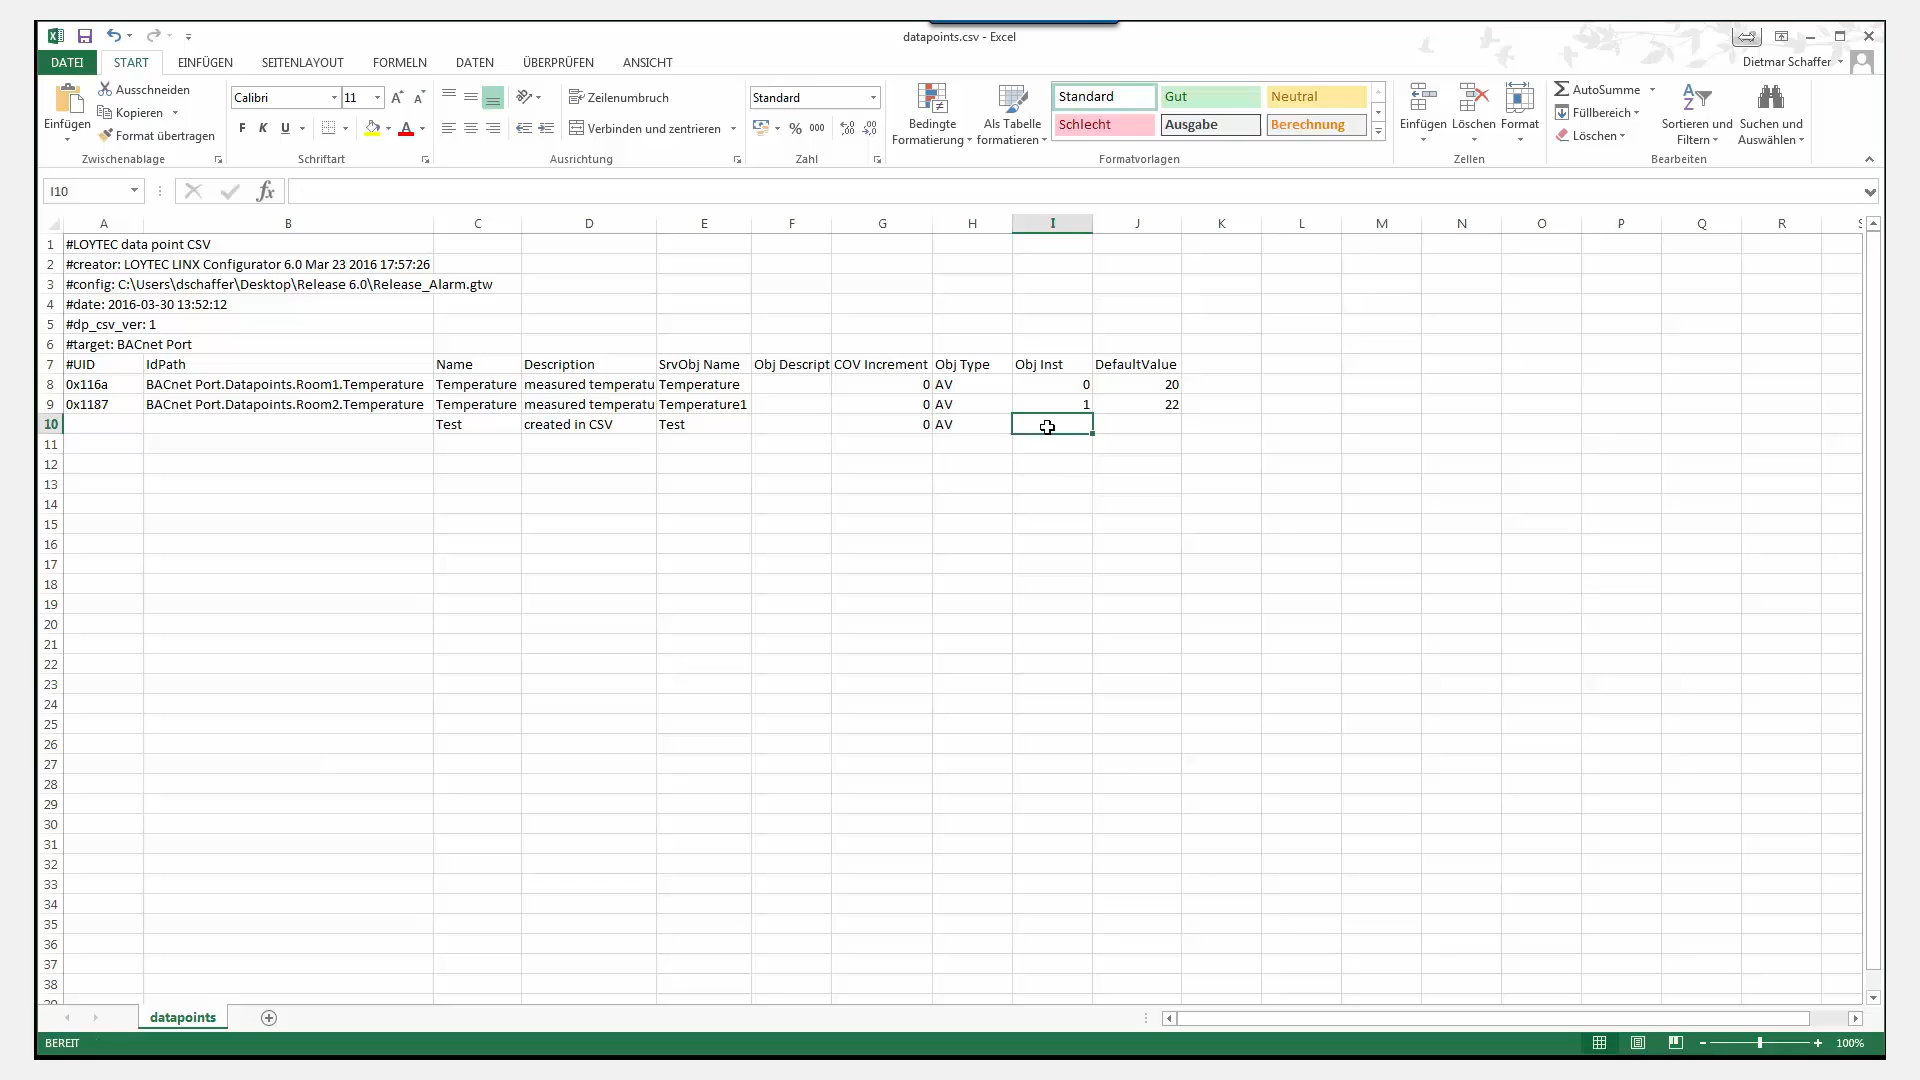 datapoints.csv - Excel
DATEI START EINFÜGEN SEITENLAYOUT FORMELN DATEN ÜBERPRÜFEN ANSICHT Dietmar Schaffer
Einfügen
Ausschneiden
Kopieren
Format übertragen
Zwischenablage
Calibri 11
F K U
Schriftart
Zeilenumbruch
Verbinden und zentrieren
Ausrichtung
Standard
% 000
Zahl
Bedingte Formatierung
Als Tabelle formatieren
Standard Gut Neutral
Schlecht Ausgabe Berechnung
Formatvorlagen
Einfügen Löschen Format
Zellen
AutoSumme
Füllbereich
Löschen
Sortieren und Filtern
Suchen und Auswählen
Bearbeiten
I10 fx
A B C D E F G H I J K L M N O P Q R S
1 #LOYTEC data point CSV
2 #creator: LOYTEC LINX Configurator 6.0 Mar 23 2016 17:57:26
3 #config: C:\Users\dschaffer\Desktop\Release 6.0\Release_Alarm.gtw
4 #date: 2016-03-30 13:52:12
5 #dp_csv_ver: 1
6 #target: BACnet Port
7 #UID IdPath Name Description SrvObj Name Obj Descript COV Increment Obj Type Obj Inst DefaultValue
8 0x116a BACnet Port.Datapoints.Room1.Temperature Temperature measured temperatu Temperature 0 AV 0 20
9 0x1187 BACnet Port.Datapoints.Room2.Temperature Temperature measured temperatu Temperature1 0 AV 1 22
10 Test created in CSV Test 0 AV
11
12
13
14
15
16
17
18
19
20
21
22
23
24
25
26
27
28
29
30
31
32
33
34
35
36
37
38
39
datapoints
BEREIT 100%